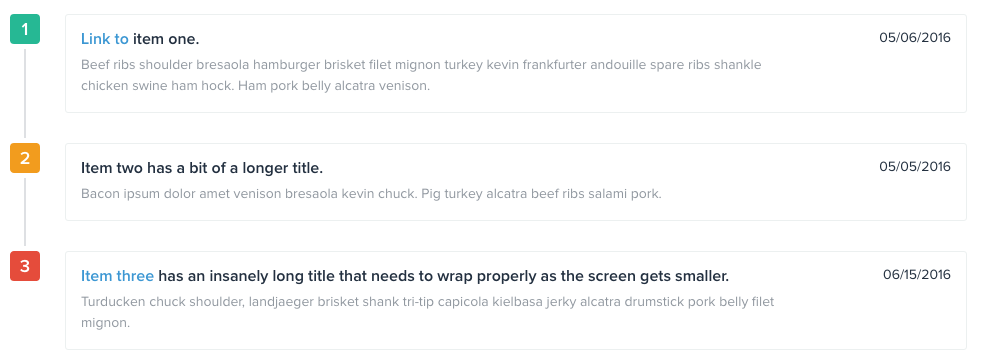 1
Link to item one.
05/06/2016
Beef ribs shoulder bresaola hamburger brisket filet mignon turkey kevin frankfurter andouille spare ribs shankle
chicken swine ham hock. Ham pork belly alcatra venison.
2
Item two has a bit of a longer title.
05/05/2016
Bacon ipsum dolor amet venison bresaola kevin chuck. Pig turkey alcatra beef ribs salami pork.
3
Item three has an insanely long title that needs to wrap properly as the screen gets smaller.
06/15/2016
Turducken chuck shoulder, landjaeger brisket shank tri-tip capicola kielbasa jerky alcatra drumstick pork belly filet
mignon.